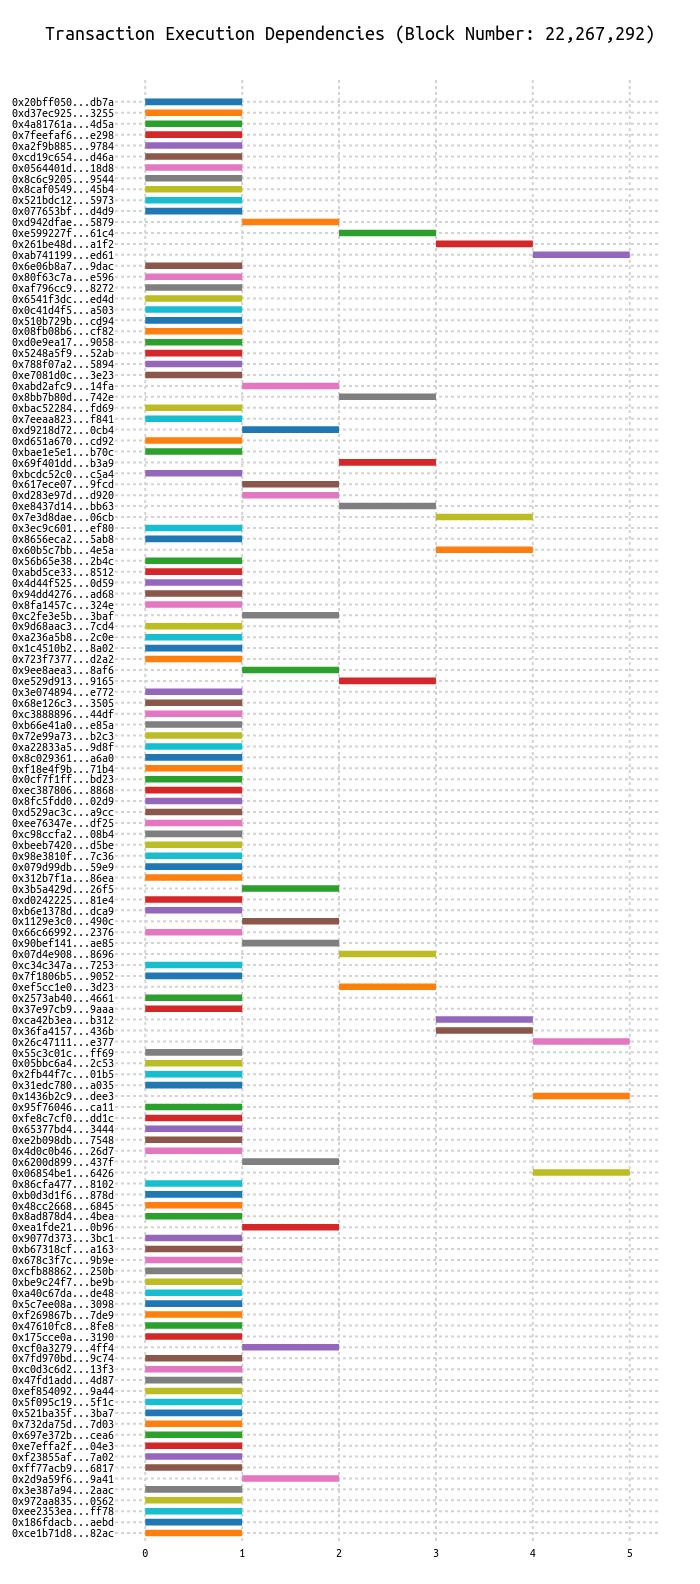 Transaction Execution Dependencies (Block Number: 22,267,292)
0x20bff050...db7a
0xd37ec925...3255
0x4a81761a...4d5a
0x7feefaf6...e298
0xa2f9b885...9784
0xcd19c654...d46a
0x0564401d...18d8
0x8c6c9205...9544
0x8caf0549...45b4
0x521bdc12...5973
0x077653bf...d4d9
0xd942dfae...5879
0xe599227f...61c4
0x261be48d...a1f2
0xab741199...ed61
0x6e06b8a7...9dac
0x80f63c7a...e596
0xaf796cc9...8272
0x6541f3dc...ed4d
0x0c41d4f5...a503
0x510b729b...cd94
0x08fb08b6...cf82
0xd0e9ea17...9058
0x5248a5f9...52ab
0x788f07a2...5894
0xe7081d0c...3e23
0xabd2afc9...14fa
0x8bb7b80d...742e
0xbac52284...fd69
0x7eeaa823...f841
0xd9218d72...0cb4
0xd651a670...cd92
0xbae1e5e1...b70c
0x69f401dd...b3a9
0xbcdc52c0...c5a4
0x617ece07...9fcd
0xd283e97d...d920
0xe8437d14...bb63
0x7e3d8dae...06cb
0x3ec9c601...ef80
0x8656eca2...5ab8
0x60b5c7bb...4e5a
0x56b65e38...2b4c
0xabd5ce33...8512
0x4d44f525...0d59
0x94dd4276...ad68
0x8fa1457c...324e
0xc2fe3e5b...3baf
0x9d68aac3...7cd4
0xa236a5b8...2c0e
0x1c4510b2...8a02
0x723f7377...d2a2
0x9ee8aea3...8af6
0xe529d913...9165
0x3e074894...e772
0x68e126c3...3505
0xc3888896...44df
0xb66e41a0...e85a
0x72e99a73...b2c3
0xa22833a5...9d8f
0x8c029361...a6a0
0xf18e4f9b...71b4
0x0cf7f1ff...bd23
0xec387806...8868
0x8fc5fdd0...02d9
0xd529ac3c...a9cc
0xee76347e...df25
0xc98ccfa2...08b4
0xbeeb7420...d5be
0x98e3810f...7c36
0x079d99db...59e9
0x312b7f1a...86ea
0x3b5a429d...26f5
0xd0242225...81e4
0xb6e1378d...dca9
0x1129e3c0...490c
0x66c66992...2376
0x90bef141...ae85
0x07d4e908...8696
0xc34c347a...7253
0x7f1806b5...9052
0xef5cc1e0...3d23
0x2573ab40...4661
0x37e97cb9...9aaa
0xca42b3ea...b312
0x36fa4157...436b
0x26c47111...e377
0x55c3c01c...ff69
0x05bbc6a4...2c53
0x2fb44f7c...01b5
0x31edc780...a035
0x1436b2c9...dee3
0x95f76046...ca11
0xfe8c7cf0...dd1c
0x65377bd4...3444
0xe2b098db...7548
0x4d0c0b46...26d7
0x6200d899...437f
0x06854be1...6426
0x86cfa477...8102
0xb0d3d1f6...878d
0x48cc2668...6845
0x8ad878d4...4bea
0xea1fde21...0b96
0x9077d373...3bc1
0xb67318cf...a163
0x678c3f7c...9b9e
0xcfb88862...250b
0xbe9c24f7...be9b
0xa40c67da...de48
0x5c7ee08a...3098
0xf269867b...7de9
0x47610fc8...8fe8
0x175cce0a...3190
0xcf0a3279...4ff4
0x7fd970bd...9c74
0xc0d3c6d2...13f3
0x47fd1add...4d87
0xef854092...9a44
0x5f095c19...5f1c
0x521ba35f...3ba7
0x732da75d...7d03
0x697e372b...cea6
0xe7effa2f...04e3
0xf23855af...7a02
0xff77acb9...6817
0x2d9a59f6...9a41
0x3e387a94...2aac
0x972aa835...0562
0xee2353ea...ff78
0x186fdacb...aebd
0xce1b71d8...82ac
0 1 2 3 4 5